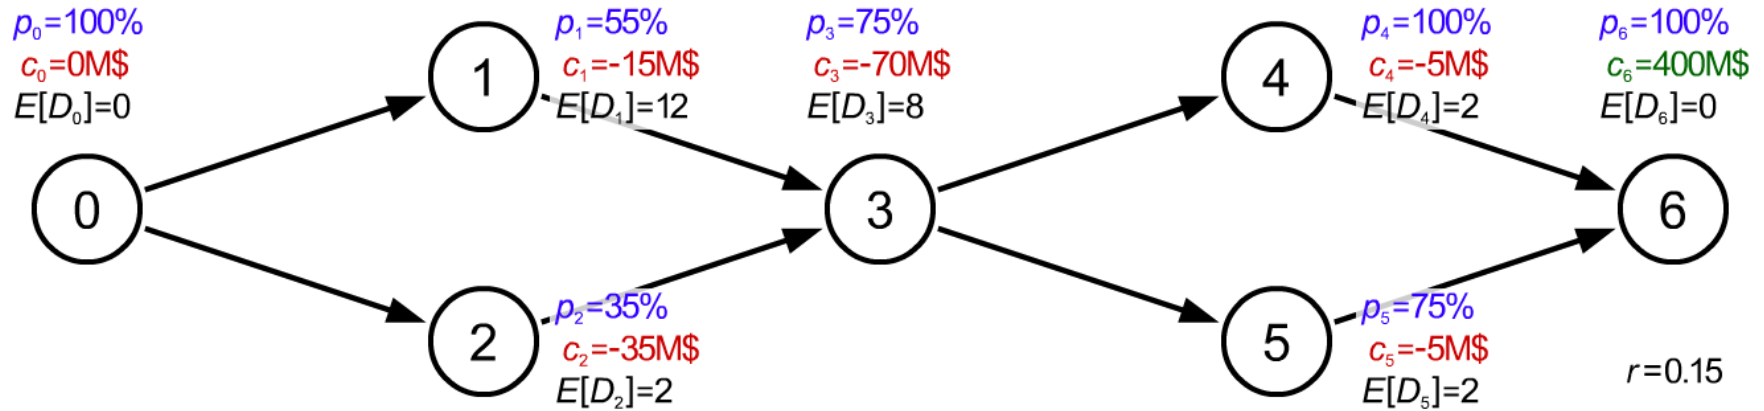 p₀=100%
c₀=0M$
E[D₀]=0
1
p₁=55%
c₁=-15M$
E[D₁]=12
p₃=75%
c₃=-70M$
E[D₃]=8
4
p₄=100%
c₄=-5M$
E[D₄]=2
p₆=100%
c₆=400M$
E[D₆]=0
0
3
6
2
p₂=35%
c₂=-35M$
E[D₂]=2
5
p₅=75%
c₅=-5M$
E[D₅]=2
r=0.15